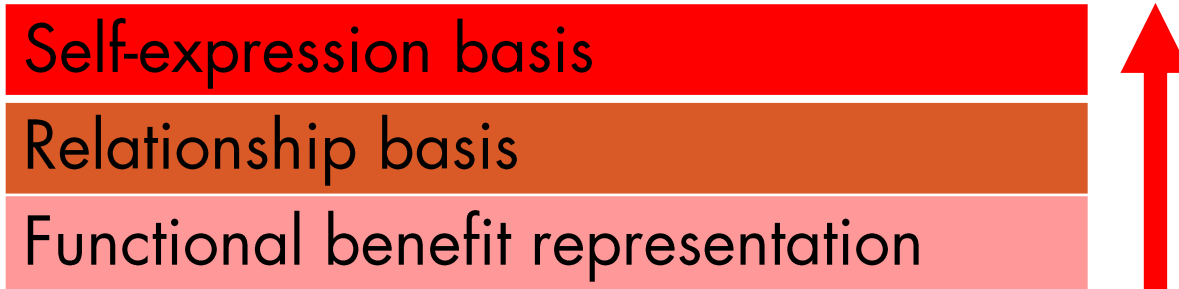 Self-expression basis
Relationship basis
Functional benefit representation